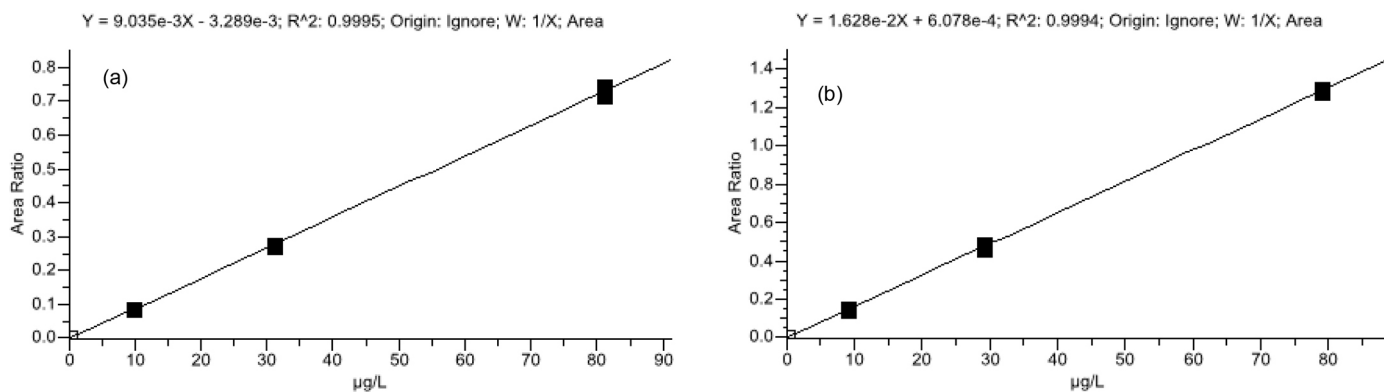 Y = 9.035e-3X - 3.289e-3; R^2: 0.9995; Origin: Ignore; W: 1/X; Area
(a)
Area Ratio
0.8
0.7
0.6
0.5
0.4
0.3
0.2
0.1
0.0
0 10 20 30 40 50 60 70 80 90
µg/L
Y = 1.628e-2X + 6.078e-4; R^2: 0.9994; Origin: Ignore; W: 1/X; Area
(b)
Area Ratio
1.4
1.2
1.0
0.8
0.6
0.4
0.2
0.0
0 10 20 30 40 50 60 70 80
µg/L